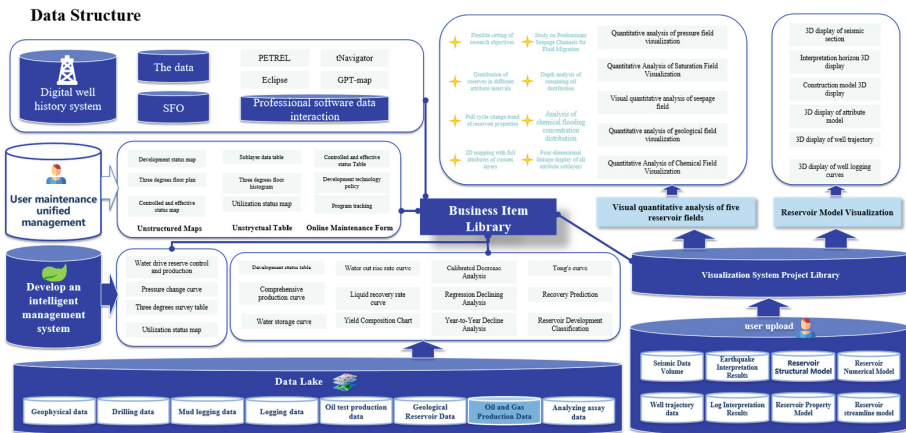 Data Structure
Digital well
history system
The data
SFO
PETREL
tNavigator
Eclipse
GPT-map
Professional software data
interaction
Flexible setting of
research objectives
Study on Predominant
Seepage Channels for
Fluid Migration
Distribution of
reserves in different
attribute intervals
Depth analysis of
remaining oil
distribution
Full cycle change trend
of reservoir properties
Analysis of
chemical flooding
concentration
distribution
2D mapping with full
attributes of custom
layers
Four-dimensional
linkage display of all
attribute sublayers
Quantitative analysis of pressure field
visualization
Quantitative Analysis of Saturation Field
Visualization
Visual quantitative analysis of seepage
field
Quantitative analysis of geological field
visualization
Quantitative Analysis of Chemical Field
Visualization
3D display of seismic
section
Interpretation horizon 3D
display
Construction model 3D
display
3D display of attribute
model
3D display of well trajectory
3D display of well logging
curves
User maintenance
unified
management
Development status map
Three degrees floor plan
Controlled and effective
status map
Unstructured Maps
Sublayer data table
Three degrees floor
histogram
Utilization status map
Unstryctual Table
Controlled and effective
status Table
Development technology
policy
Program tracking
Online Maintenance Form
Business Item
Library
Visual quantitative analysis of five
reservoir fields
Reservoir Model Visualization
Develop an
intelligent
management
system
Water drive reserve control
and production
Pressure change curve
Three degrees survey table
Utilization status map
Development status table
Comprehensive
production curve
Water storage curve
Water cut rise rate curve
Liquid recovery rate
curve
Yield Composition Chart
Calibrated Decrease
Analysis
Regression Declining
Analysis
Year-to-Year Decline
Analysis
Tong's curve
Recovery Prediction
Reservoir Development
Classification
Visualization System Project Library
user upload
Seismic Data
Volume
Earthquake
Interpretation
Results
Reservoir
Structural Model
Reservoir
Numerical Model
Well trajectory
data
Log Interpretation
Results
Reservoir Property
Model
Reservoir
streamline model
Data Lake
Geophysical data
Drilling data
Mud logging data
Logging data
Oil test production
data
Geological
Reservoir Data
Oil and Gas
Production Data
Analyzing assay
data